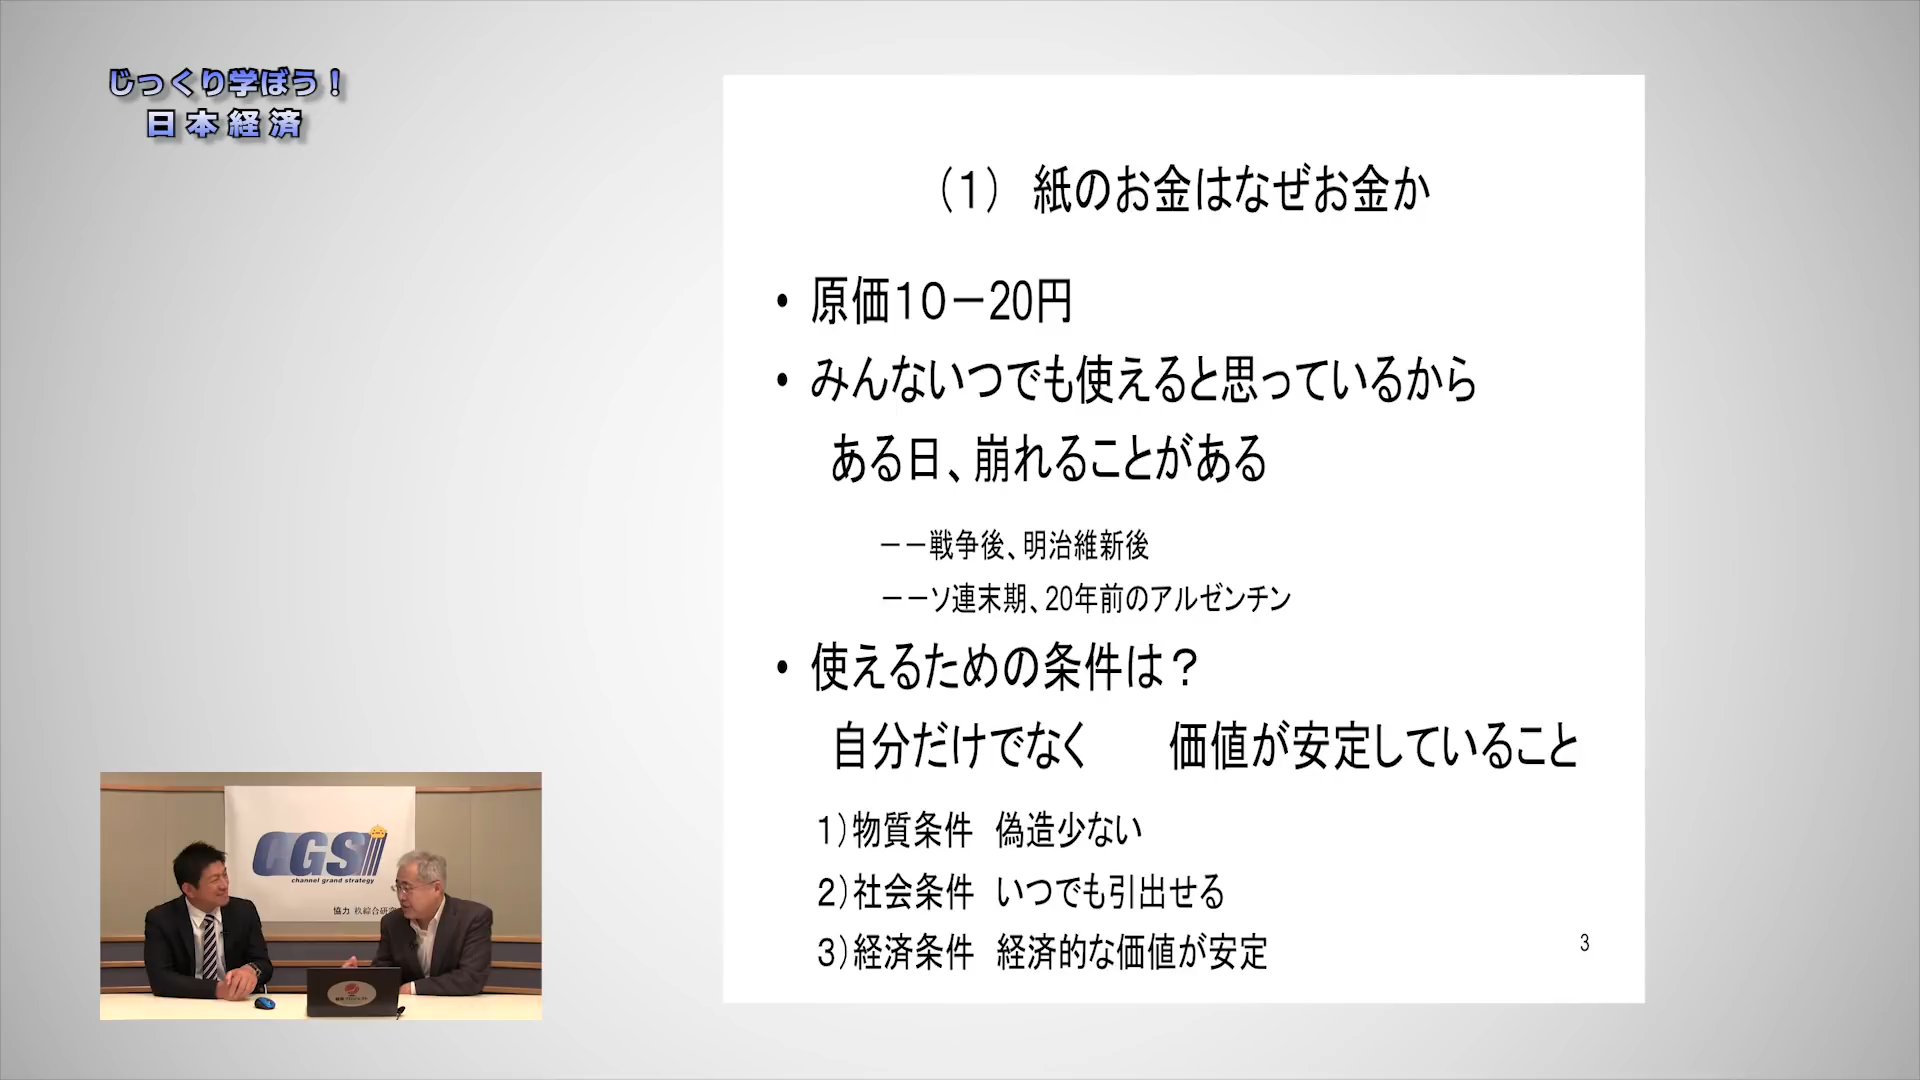 じっくり学ぼう！
日本経済
（１） 紙のお金はなぜお金か
・ 原価１０－20円
・ みんないつでも使えると思っているから
ある日、崩れることがある
－－戦争後、明治維新後
－－ソ連末期、20年前のアルゼンチン
・ 使えるための条件は？
自分だけでなく　　価値が安定していること
１）物質条件　偽造少ない
２）社会条件　いつでも引出せる
３）経済条件　経済的な価値が安定
3
CGS
channel grand strategy
協力 杦綜合研